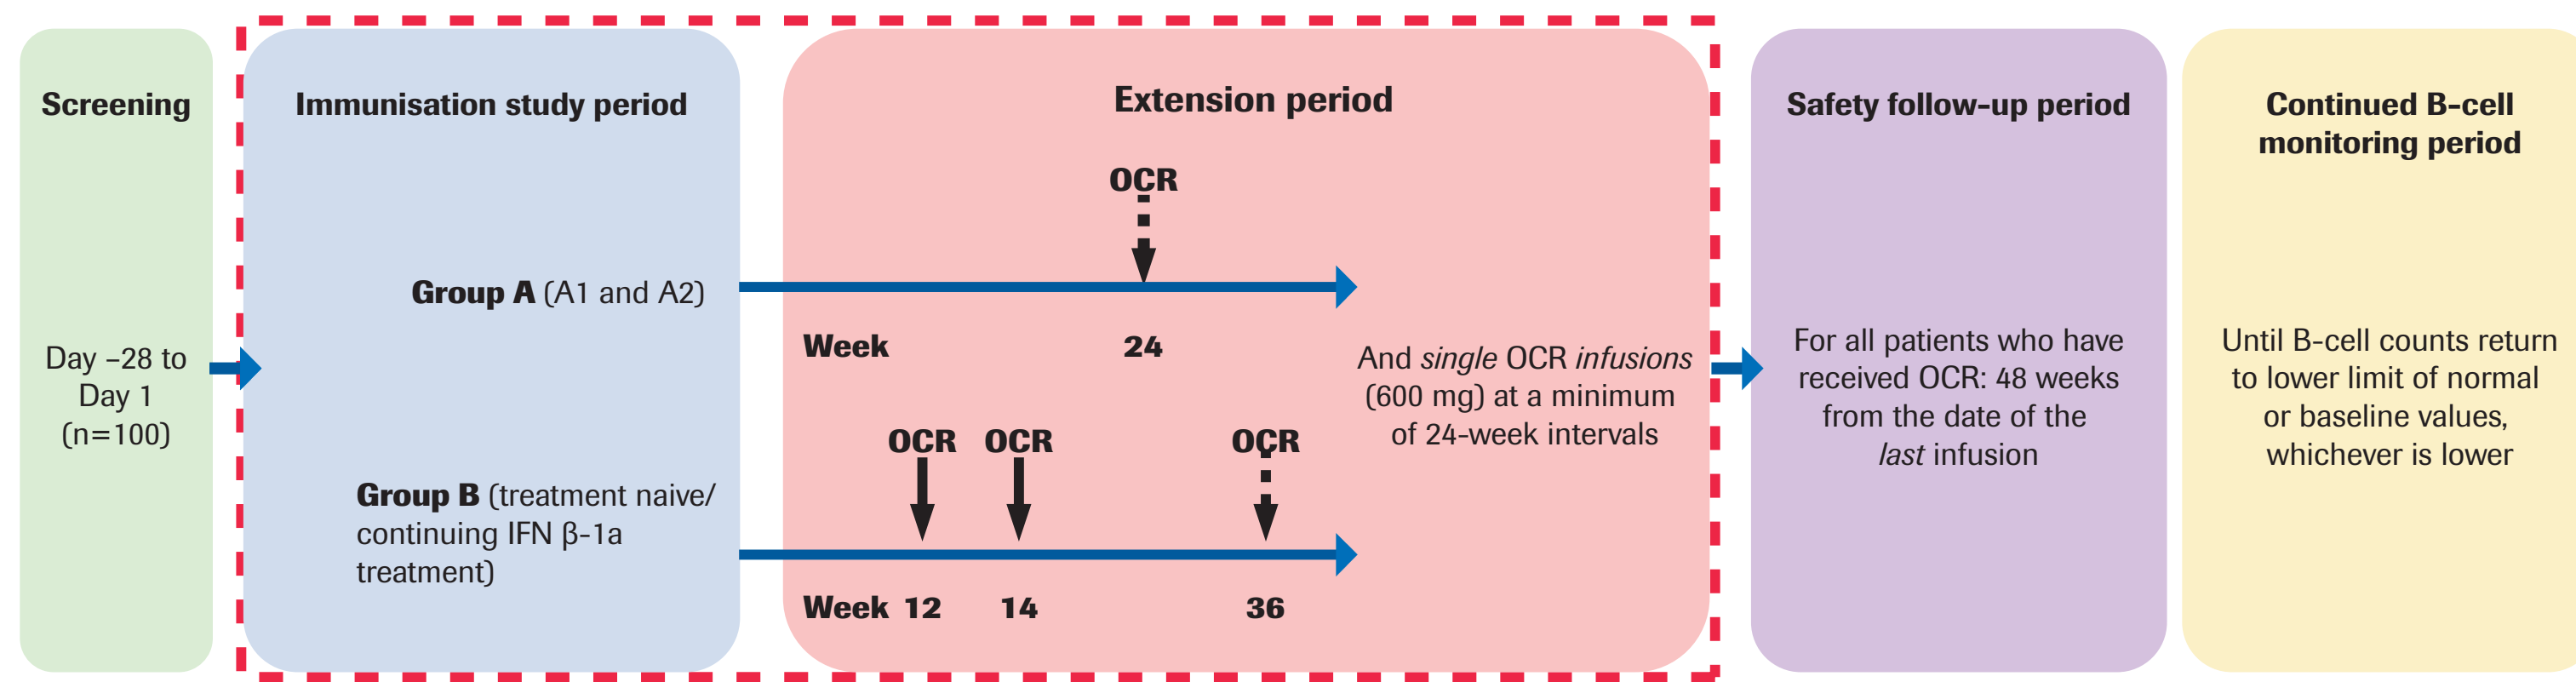 Screening
Day –28 to
Day 1
(n=100)
Immunisation study period
Group A (A1 and A2)
Group B (treatment naive/
continuing IFN β-1a
treatment)
Extension period
OCR
Week 24
OCR OCR OCR
Week 12 14 36
And single OCR infusions
(600 mg) at a minimum
of 24-week intervals
Safety follow-up period
For all patients who have
received OCR: 48 weeks
from the date of the
last infusion
Continued B-cell
monitoring period
Until B-cell counts return
to lower limit of normal
or baseline values,
whichever is lower